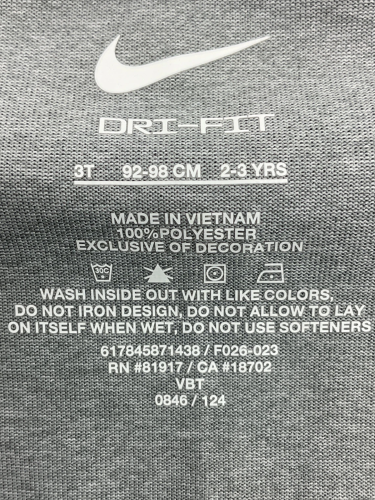 DRI-FIT
3T 92-98 CM 2-3 YRS
MADE IN VIETNAM
100%POLYESTER
EXCLUSIVE OF DECORATION
30C
WASH INSIDE OUT WITH LIKE COLORS,
DO NOT IRON DESIGN, DO NOT ALLOW TO LAY
ON ITSELF WHEN WET, DO NOT USE SOFTENERS
617845871438 / F026-023
RN #81917 / CA #18702
VBT
0846 / 124